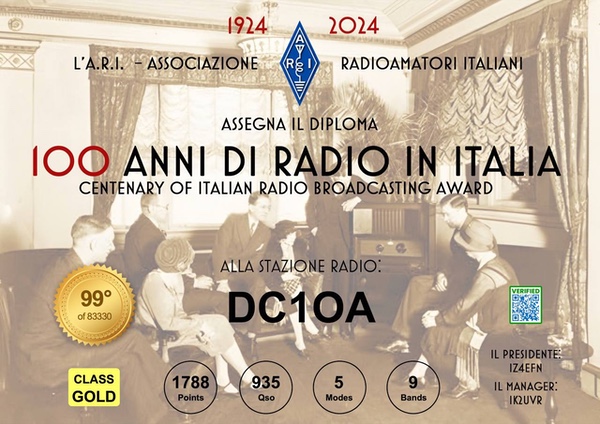 1924 2024
A
R I
L'A.R.I. - ASSOCIAZIONE RADIOAMATORI ITALIANI
ASSEGNA IL DIPLOMA
100 ANNI DI RADIO IN ITALIA
CENTENARY OF ITALIAN RADIO BROADCASTING AWARD
ALLA STAZIONE RADIO:
DC1OA
99°
of 83330
VERIFIED
IL PRESIDENTE:
IZ4EFN
IL MANAGER:
IK2UVR
CLASS
GOLD
1788
Points
935
Qso
5
Modes
9
Bands